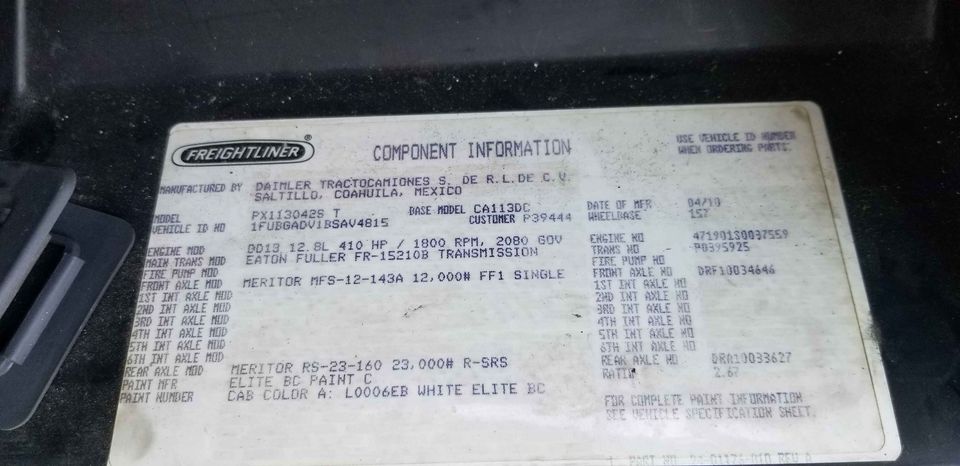 FREIGHTLINER®
COMPONENT INFORMATION
USE VEHICLE ID NUMBER
WHEN ORDERING PARTS.
MANUFACTURED BY DAIMLER TRACTOCAMIONES S. DE R.L.DE C.V.
SALTILLO, COAHUILA, MEXICO
MODEL PX113042S T BASE MODEL CA113DC DATE OF MFR 04/10
VEHICLE ID NO 1FUBGADV1BSAV4815 CUSTOMER P39444 WHEELBASE 157
ENGINE MOD DD13 12.8L 410 HP / 1800 RPM, 2080 GOV ENGINE NO 471901S0037559
MAIN TRANS MOD EATON FULLER FR-15210B TRANSMISSION TRANS NO P0395925
FIRE PUMP MOD FIRE PUMP NO
FRONT AXLE MOD MERITOR MFS-12-143A 12,000# FF1 SINGLE FRONT AXLE NO DRF10034646
1ST INT AXLE MOD 1ST INT AXLE NO
2ND INT AXLE MOD 2ND INT AXLE NO
3RD INT AXLE MOD 3RD INT AXLE NO
4TH INT AXLE MOD 4TH INT AXLE NO
5TH INT AXLE MOD 5TH INT AXLE NO
6TH INT AXLE MOD 6TH INT AXLE NO
REAR AXLE MOD MERITOR RS-23-160 23,000# R-SRS REAR AXLE NO DRA10033627
PAINT MFR ELITE BC PAINT C RATIO 2.67
PAINT NUMBER CAB COLOR A: L0006EB WHITE ELITE BC
FOR COMPLETE PAINT INFORMATION
SEE VEHICLE SPECIFICATION SHEET.
PART NO. 24-01173-010 REV A